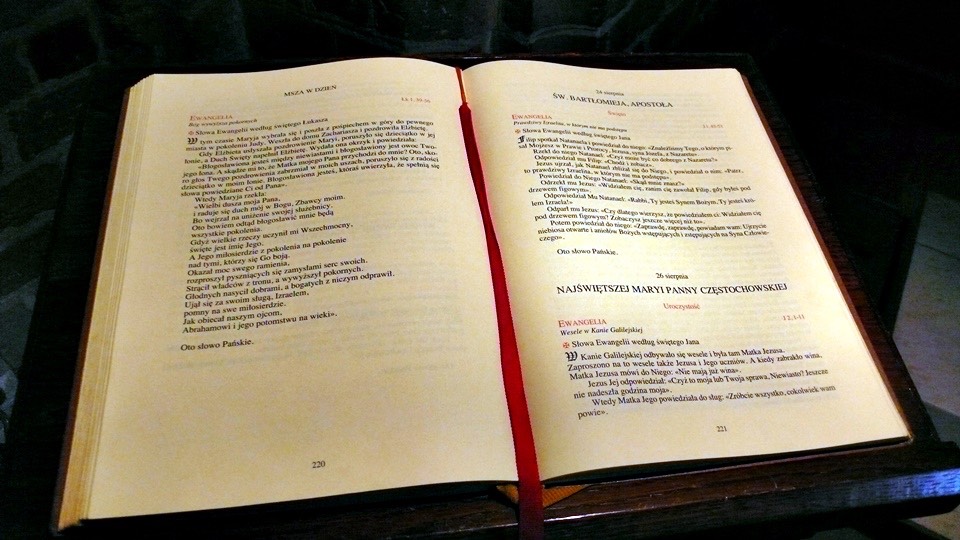 MSZA W DZIEŃ
Łk 1, 39-56
EWANGELIA
Bóg wywyższa pokornych
✠ Słowa Ewangelii według świętego Łukasza
W tym czasie Maryja wybrała się i poszła z pośpiechem w góry do pewnego
miasta w pokoleniu Judy. Weszła do domu Zachariasza i pozdrowiła Elżbietę.
Gdy Elżbieta usłyszała pozdrowienie Maryi, poruszyło się dzieciątko w jej
łonie, a Duch Święty napełnił Elżbietę. Wydała ona okrzyk i powiedziała:
«Błogosławiona jesteś między niewiastami i błogosławiony jest owoc Two-
jego łona. A skądże mi to, że Matka mojego Pana przychodzi do mnie? Oto, sko-
ro głos Twego pozdrowienia zabrzmiał w moich uszach, poruszyło się z radości
dzieciątko w moim łonie. Błogosławiona jesteś, któraś uwierzyła, że spełnią się
słowa powiedziane Ci od Pana».
Wtedy Maryja rzekła:
«Wielbi dusza moja Pana,
i raduje się duch mój w Bogu, Zbawcy moim.
Bo wejrzał na uniżenie swojej służebnicy.
Oto bowiem odtąd błogosławić mnie będą
wszystkie pokolenia.
Gdyż wielkie rzeczy uczynił mi Wszechmocny,
święte jest imię Jego.
A Jego miłosierdzie z pokolenia na pokolenie
nad tymi, którzy się Go boją.
Okazał moc swego ramienia,
rozproszył pyszniących się zamysłami serc swoich.
Strącił władców z tronu, a wywyższył pokornych.
Głodnych nasycił dobrami, a bogatych z niczym odprawił.
Ujął się za swoim sługą, Izraelem,
pomny na swe miłosierdzie.
Jak obiecał naszym ojcom,
Abrahamowi i jego potomstwu na wieki».
Oto słowo Pańskie.
220
24 sierpnia
ŚW. BARTŁOMIEJA, APOSTOŁA
Święto
EWANGELIA
Prawdziwy Izraelita, w którym nie ma podstępu
✠ Słowa Ewangelii według świętego Jana
Filip spotkał Natanaela i powiedział do niego: «Znaleźliśmy Tego, o którym pi-
sał Mojżesz w Prawie i Prorocy, Jezusa, syna Józefa, z Nazaretu».
Rzekł do niego Natanael: «Czyż może być co dobrego z Nazaretu?»
Odpowiedział mu Filip: «Chodź i zobacz».
Jezus ujrzał, jak Natanael zbliżał się do Niego, i powiedział o nim: «Patrz,
to prawdziwy Izraelita, w którym nie ma podstępu».
Powiedział do Niego Natanael: «Skąd mnie znasz?»
Odrzekł mu Jezus: «Widziałem cię, zanim cię zawołał Filip, gdy byłeś pod
drzewem figowym».
Odpowiedział Mu Natanael: «Rabbi, Ty jesteś Synem Bożym, Ty jesteś kró-
lem Izraela!»
Odparł mu Jezus: «Czy dlatego wierzysz, że powiedziałem ci: Widziałem cię
pod drzewem figowym? Zobaczysz jeszcze więcej niż to».
Potem powiedział do niego: «Zaprawdę, zaprawdę, powiadam wam: Ujrzycie
niebiosa otwarte i aniołów Bożych wstępujących i zstępujących na Syna Człowie-
czego».
Oto słowo Pańskie.
26 sierpnia
NAJŚWIĘTSZEJ MARYI PANNY CZĘSTOCHOWSKIEJ
Uroczystość
EWANGELIA
J 2, 1-11
Wesele w Kanie Galilejskiej
✠ Słowa Ewangelii według świętego Jana
W Kanie Galilejskiej odbywało się wesele i była tam Matka Jezusa.
Zaproszono na to wesele także Jezusa i Jego uczniów. A kiedy zabrakło wina,
Matka Jezusa mówi do Niego: «Nie mają już wina».
Jezus Jej odpowiedział: «Czyż to moja lub Twoja sprawa, Niewiasto? Jeszcze
nie nadeszła godzina moja».
Wtedy Matka Jego powiedziała do sług: «Zróbcie wszystko, cokolwiek wam
powie».
221